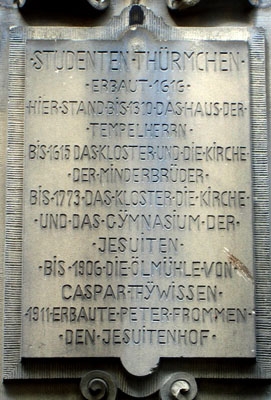 ·STUDENTEN·THÜRMCHEN·
·ERBAUT·1616·
HIER·STAND·BIS·1310·DAS·HAUS·DER·
TEMPELHERRN·
BIS·1615·DAS·KLOSTER·UND·DIE·KIRCHE·
DER·MINDERBRÜDER·
BIS·1773·DAS·KLOSTER·DIE·KIRCHE·
·UND·DAS·GÿMNASIUM·DER·
·JESUITEN·
·BIS·1906·DIE·ÖLMÜHLE·VON·
CASPAR·THÿWISSEN·
·1911·ERBAUTE·PETER·FROMMEN·
·DEN·JESUITENHOF·